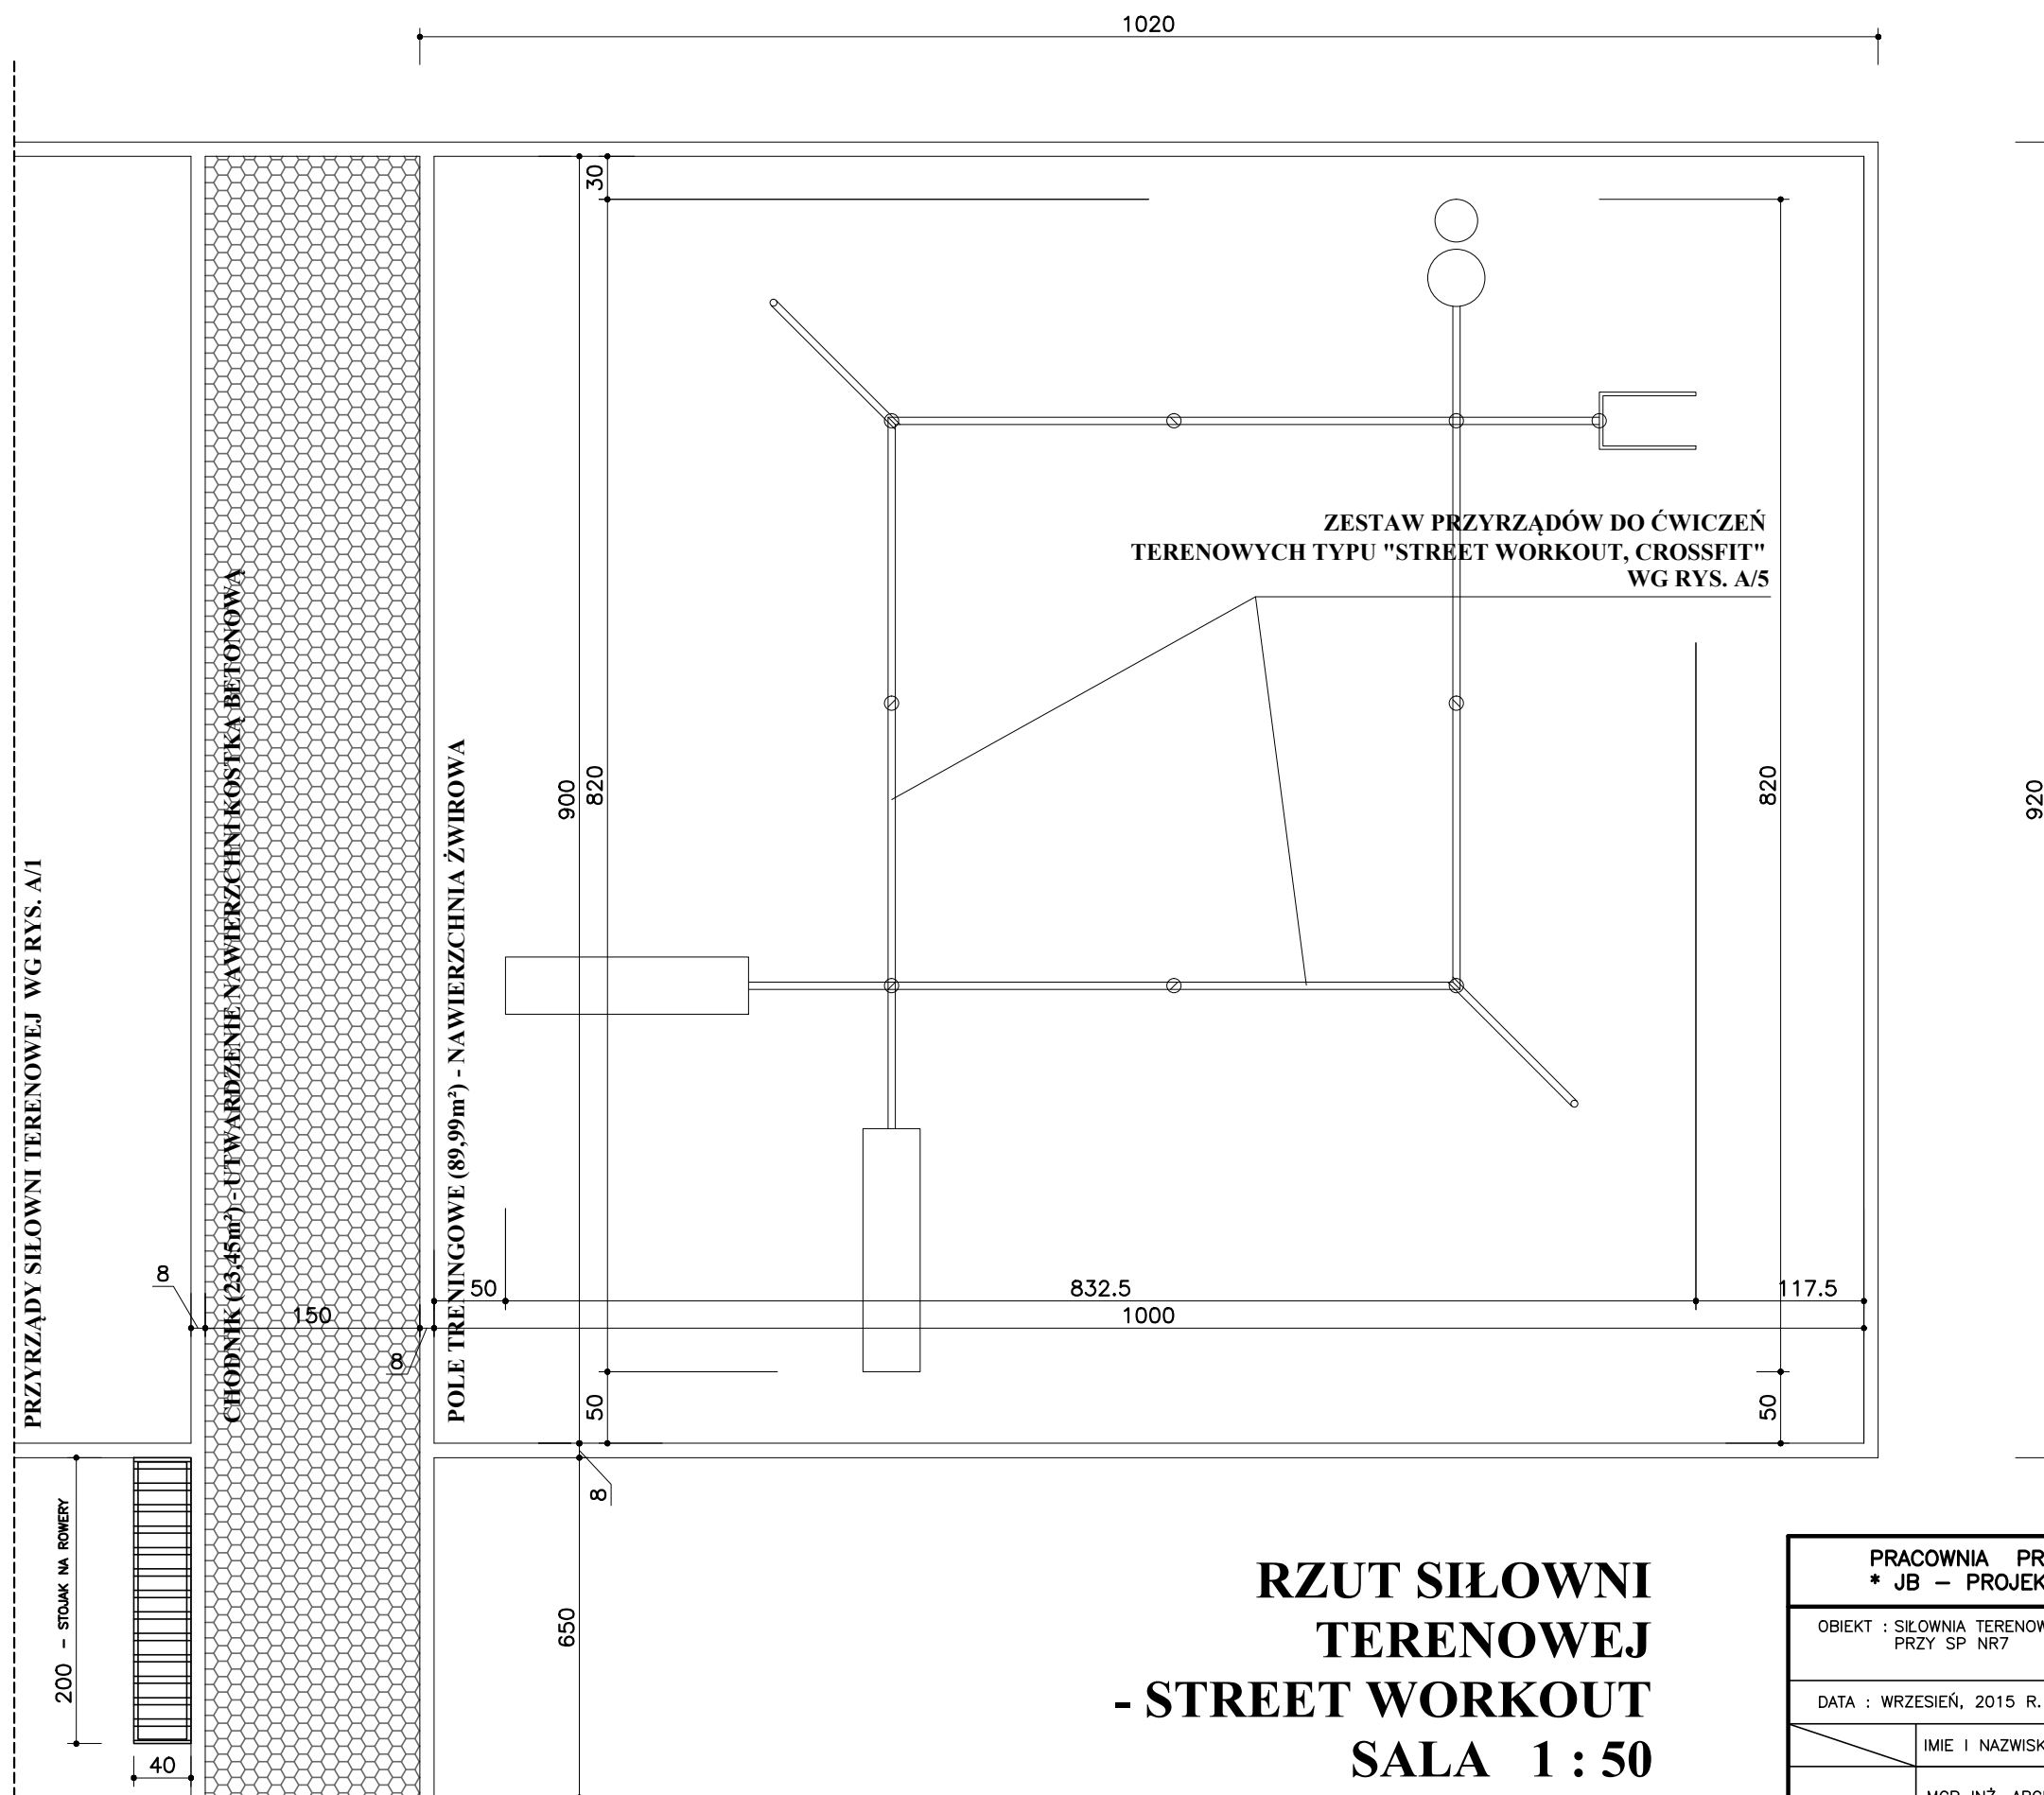 1020
30
ZESTAW PRZYRZĄDÓW DO ĆWICZEŃ
TERENOWYCH TYPU "STREET WORKOUT, CROSSFIT"
WG RYS. A/5
900
820
820
920
PRZYRZĄDY SIŁOWNI TERENOWEJ WG RYS. A/1
CHODNIK (23,45m²) - UTWARDZENIE NAWIERZCHNI KOSTKĄ BETONOWĄ
POLE TRENINGOWE (89,99m²) - NAWIERZCHNIA ŻWIROWA
8
50
832.5
117.5
150
1000
8
50
50
8
200 – STOJAK NA ROWERY
40
650
RZUT SIŁOWNI
TERENOWEJ
- STREET WORKOUT
SALA 1 : 50
PRACOWNIA PR
* JB – PROJEK
OBIEKT : SIŁOWNIA TERENOW
PRZY SP NR7
DATA : WRZESIEŃ, 2015 R.
IMIE I NAZWISK